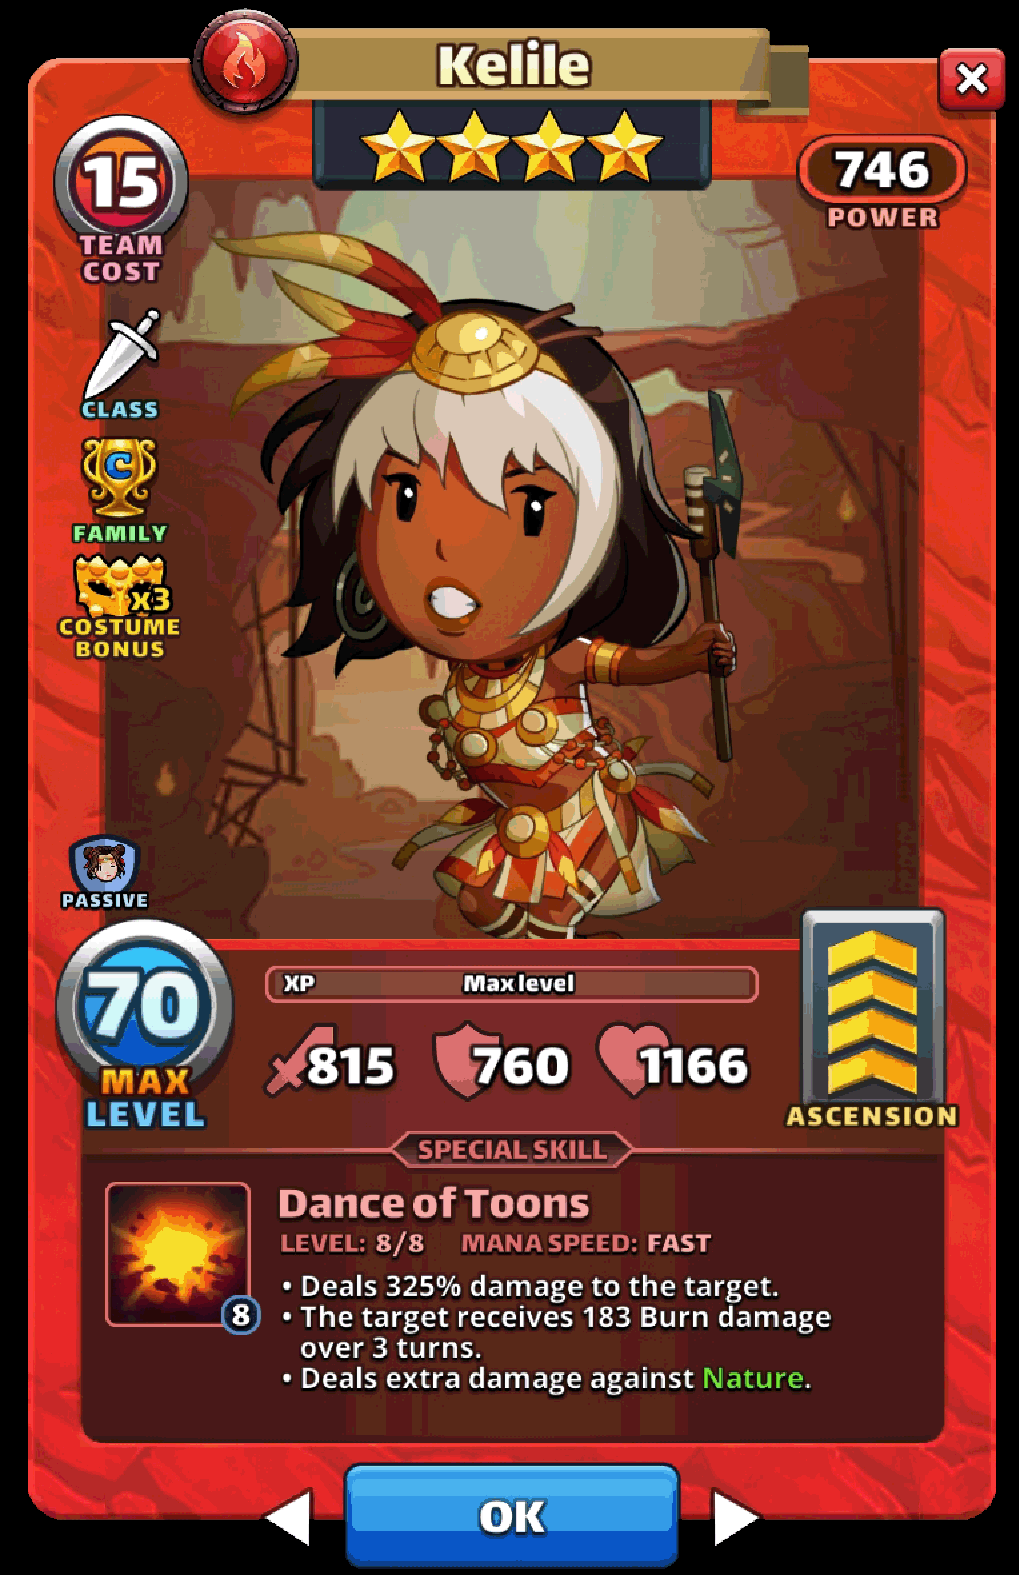 Kelile
15
TEAM
COST
746
POWER
CLASS
C
FAMILY
x3
COSTUME
BONUS
PASSIVE
70
MAX
LEVEL
XP Max level
815 760 1166
ASCENSION
SPECIAL SKILL
Dance of Toons
LEVEL: 8/8 MANA SPEED: FAST
8
• Deals 325% damage to the target.
• The target receives 183 Burn damage
over 3 turns.
• Deals extra damage against Nature.
OK